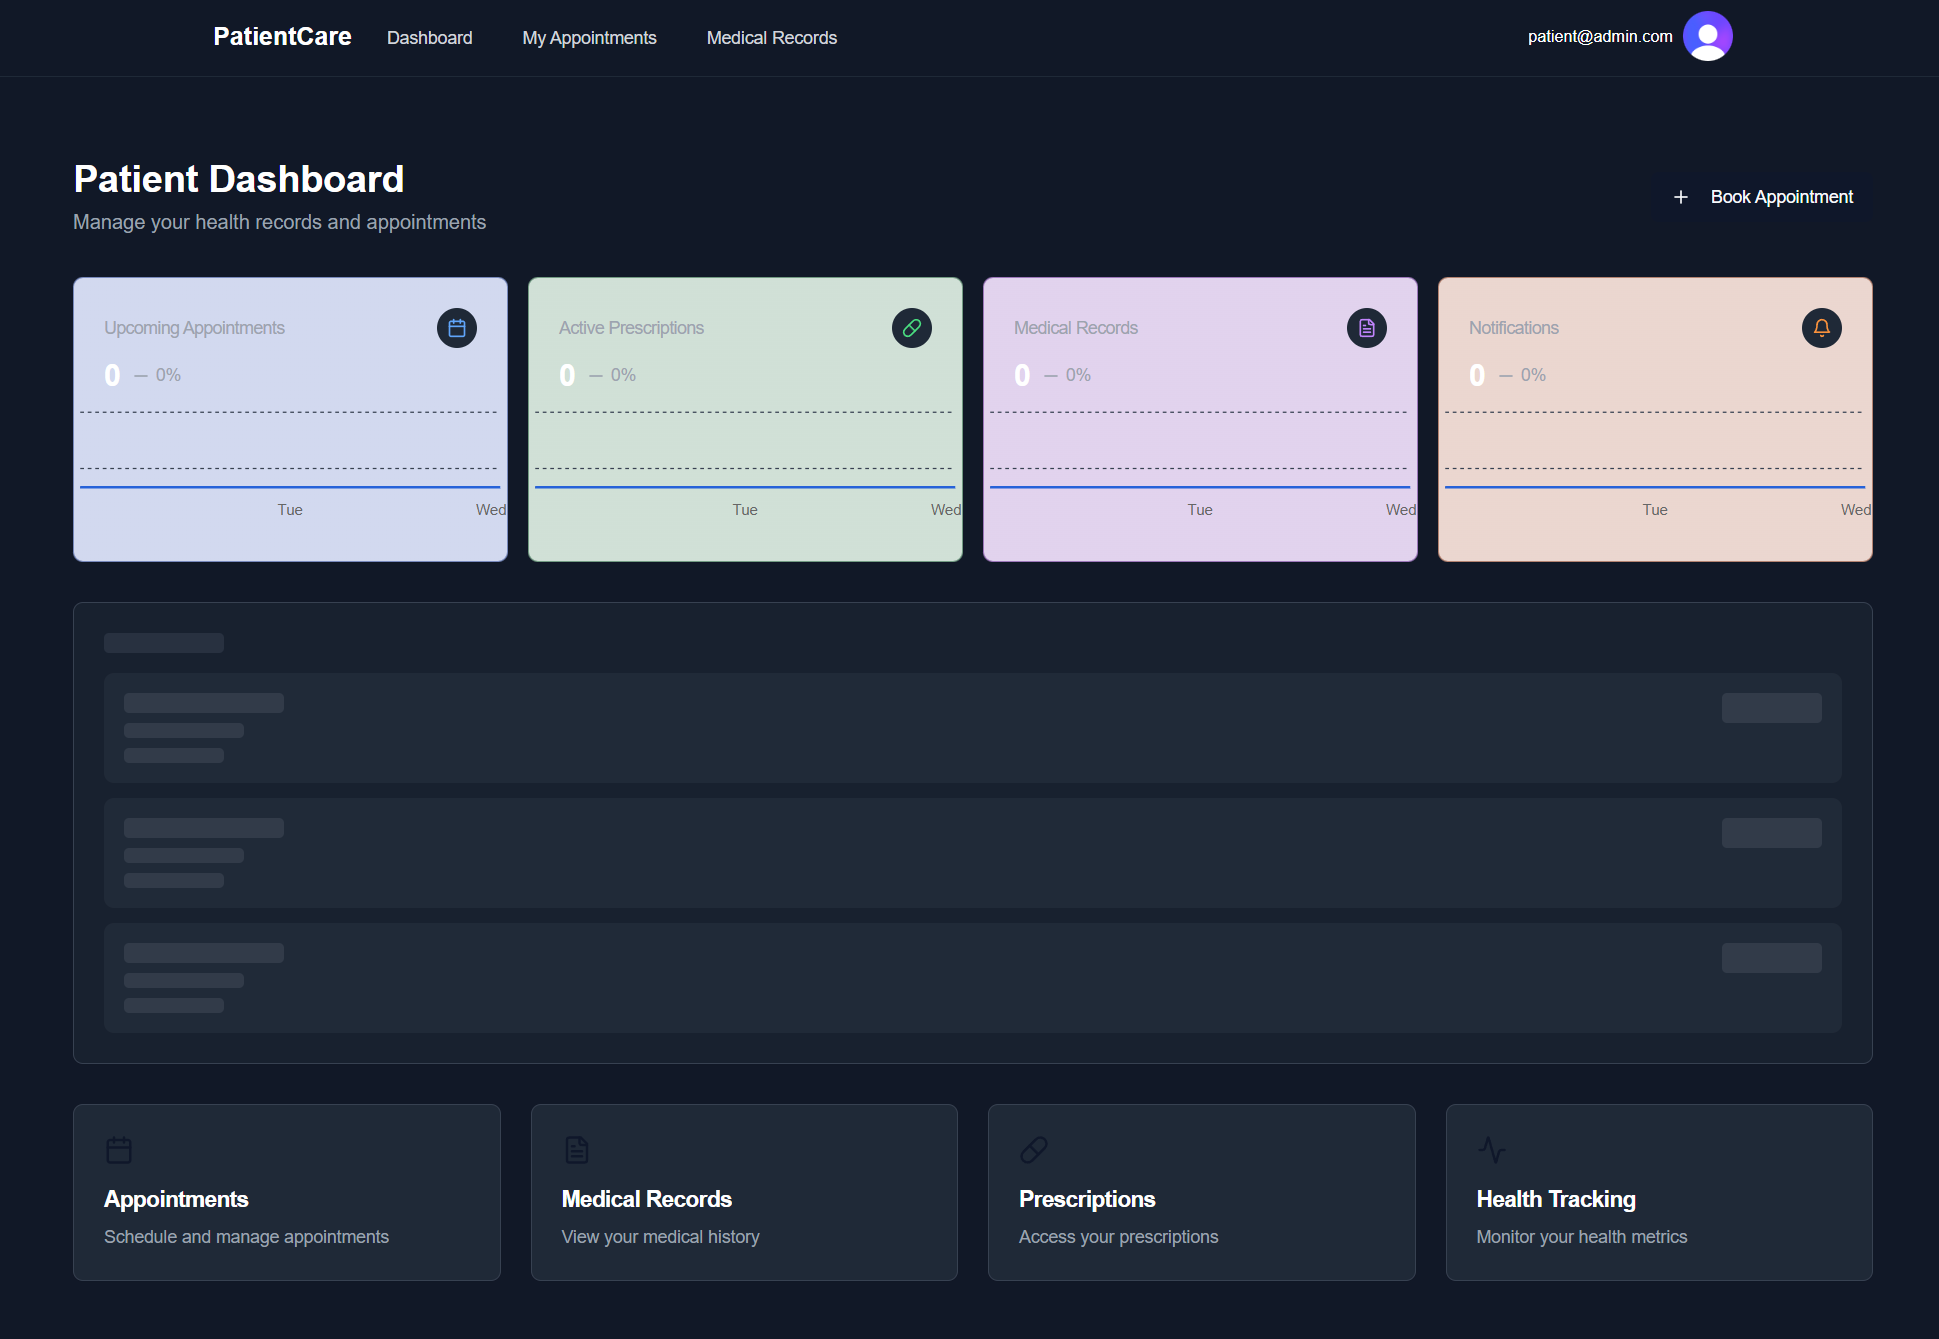 PatientCare Dashboard My Appointments Medical Records patient@admin.com
Patient Dashboard
Manage your health records and appointments
+ Book Appointment
Upcoming Appointments
0 — 0%
Tue Wed
Active Prescriptions
0 — 0%
Tue Wed
Medical Records
0 — 0%
Tue Wed
Notifications
0 — 0%
Tue Wed
Appointments
Schedule and manage appointments
Medical Records
View your medical history
Prescriptions
Access your prescriptions
Health Tracking
Monitor your health metrics